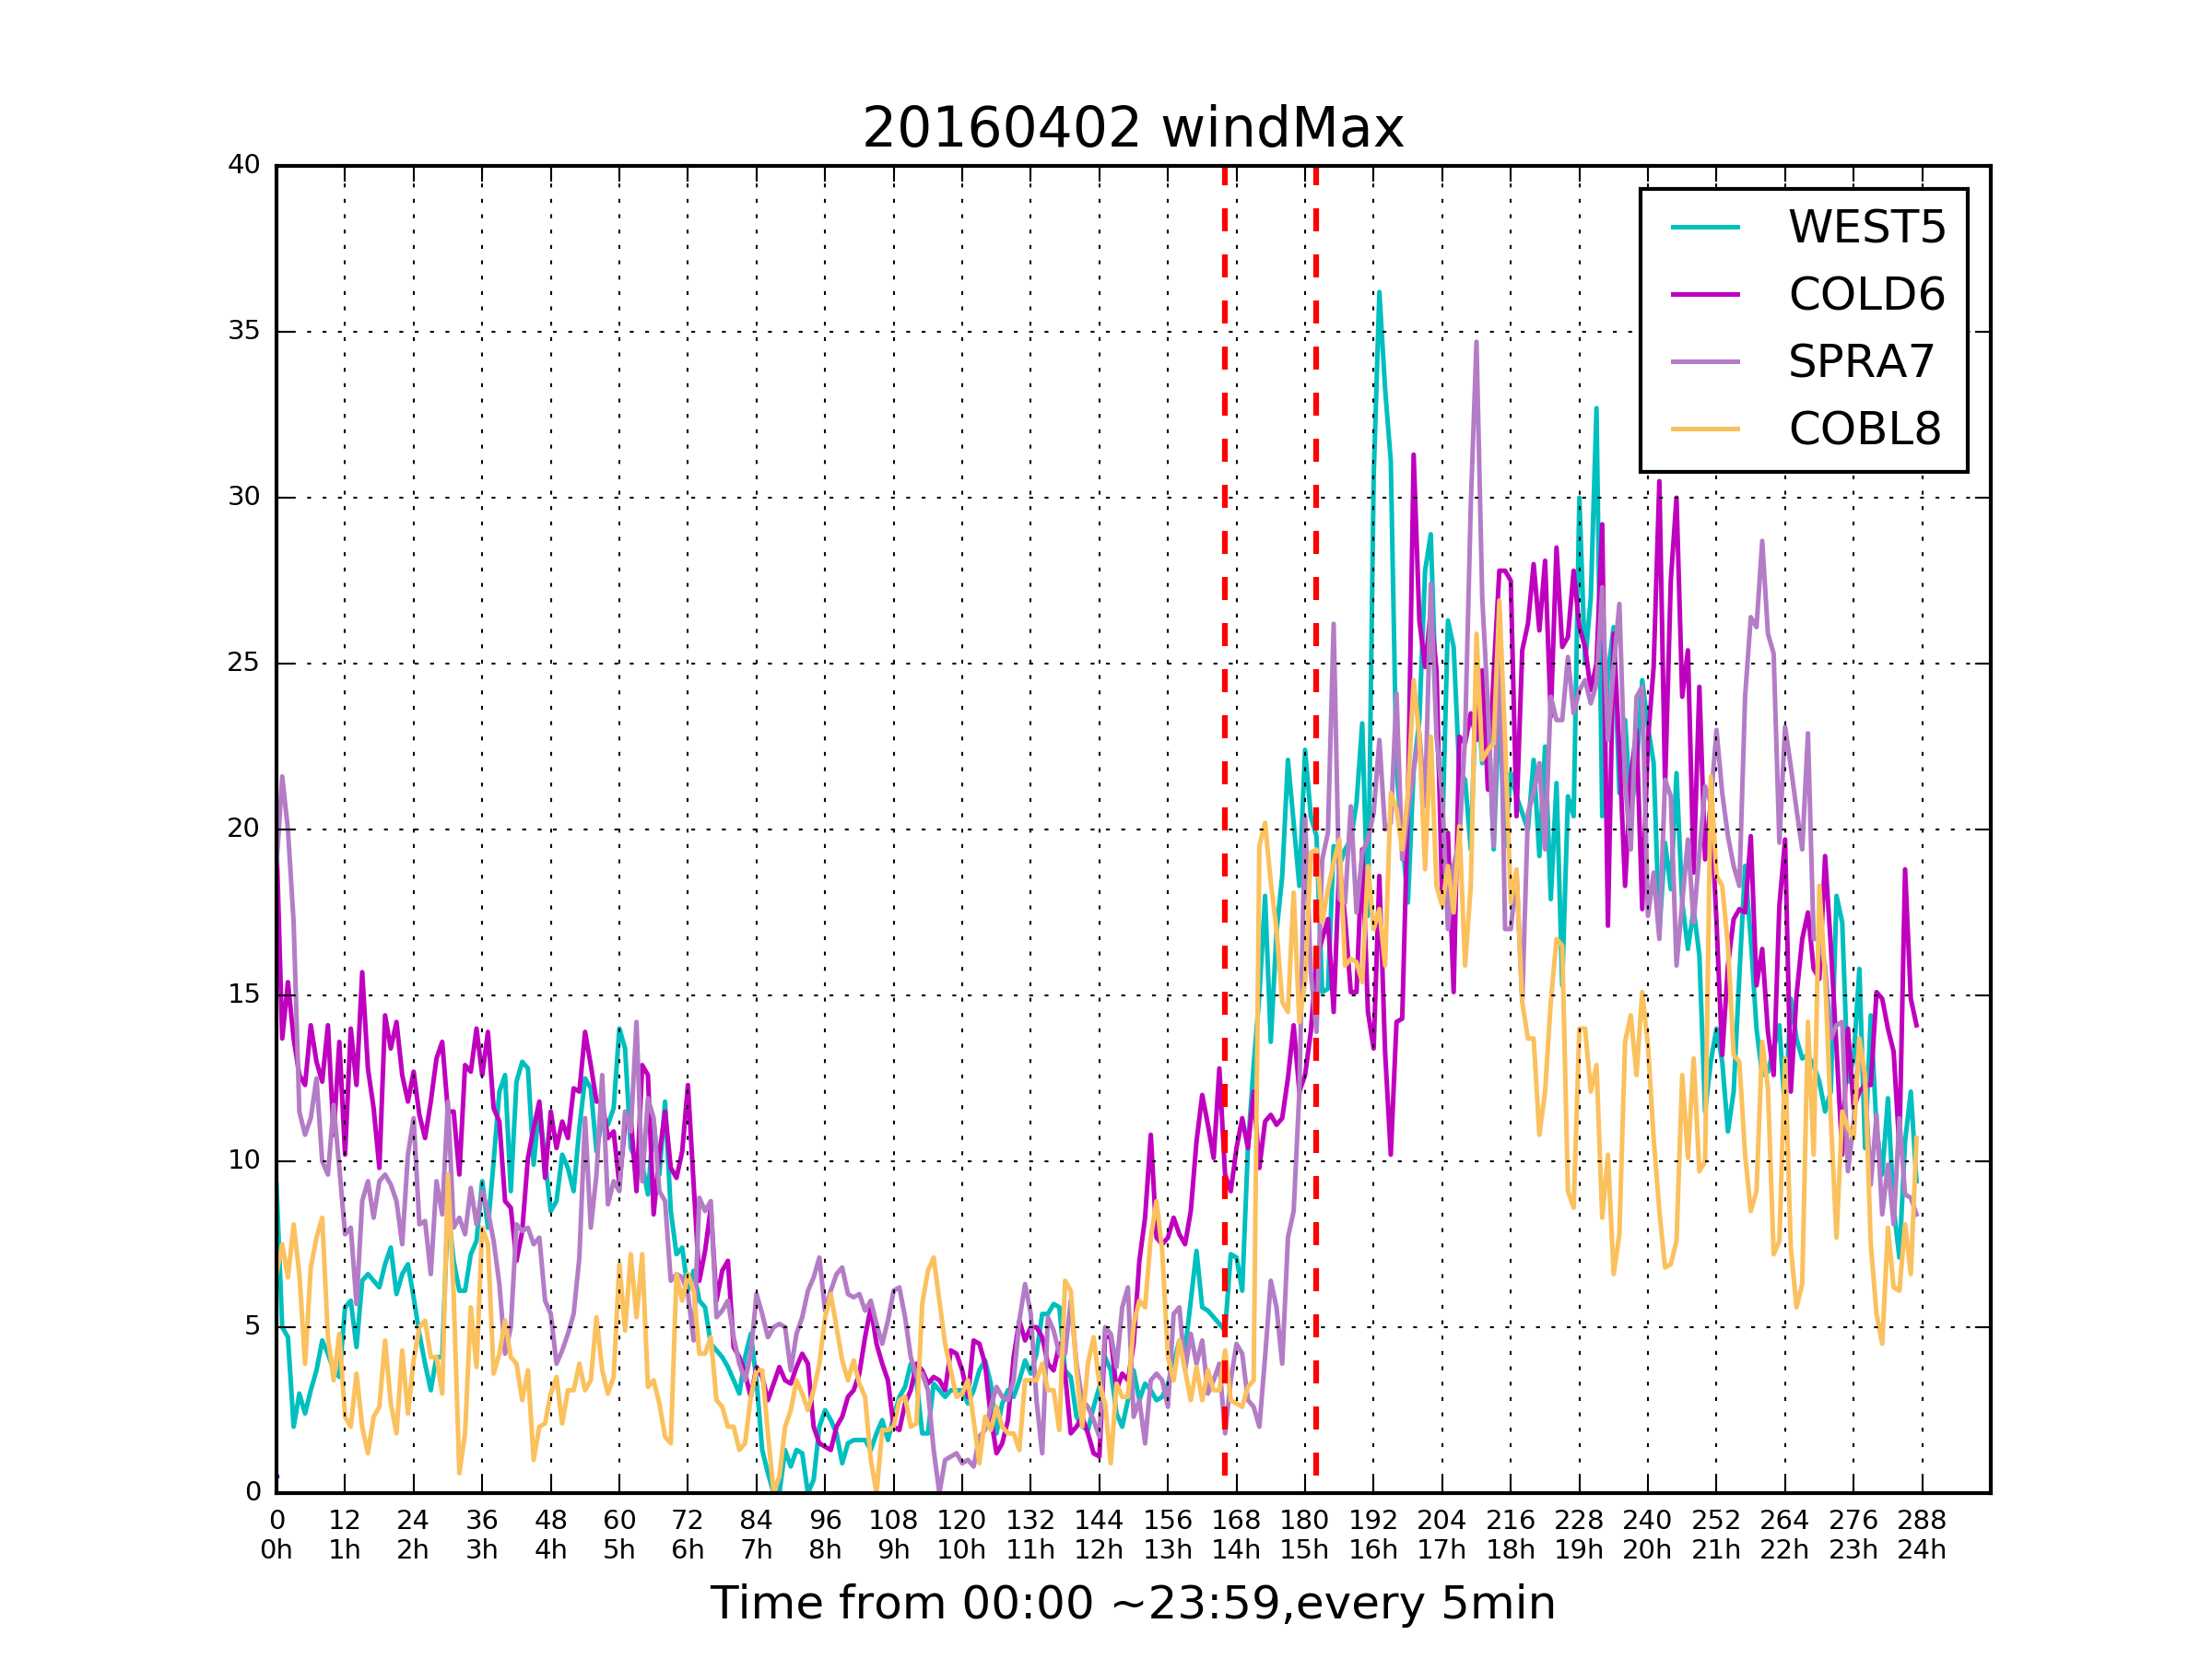 20160402 windMax
40
35
30
25
20
15
10
5
0
WEST5
COLD6
SPRA7
COBL8
0 12 24 36 48 60 72 84 96 108 120 132 144 156 168 180 192 204 216 228 240 252 264 276 288
0h 1h 2h 3h 4h 5h 6h 7h 8h 9h 10h 11h 12h 13h 14h 15h 16h 17h 18h 19h 20h 21h 22h 23h 24h
Time from 00:00 ~23:59,every 5min